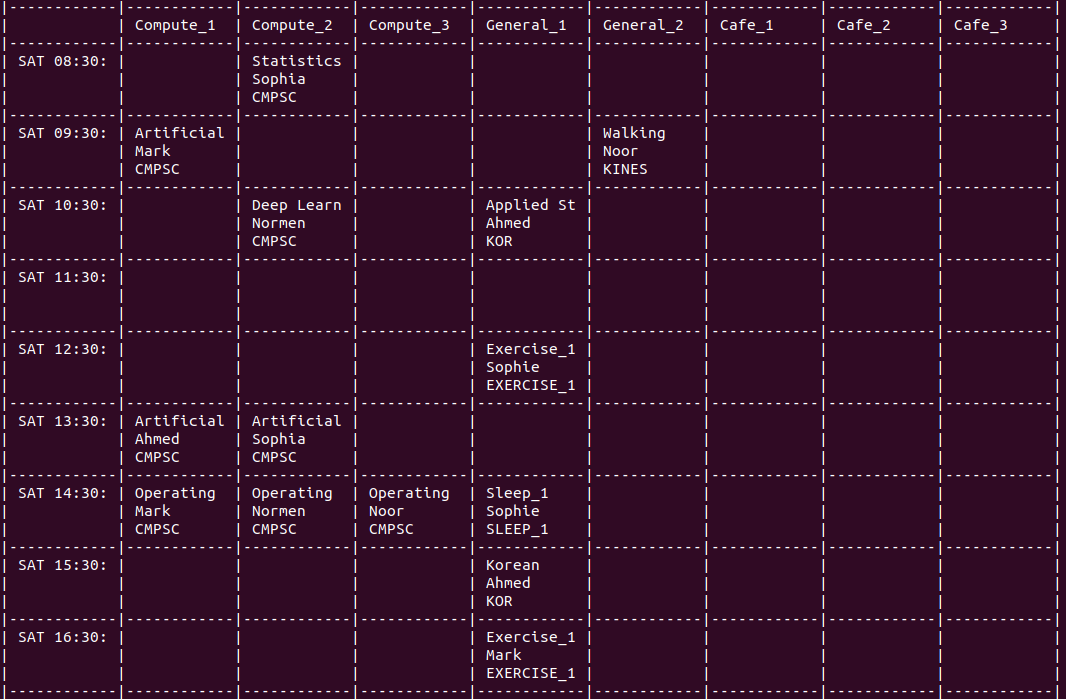 |------------|------------|------------|------------|------------|------------|------------|------------|------------|
|            | Compute_1  | Compute_2  | Compute_3  | General_1  | General_2  | Cafe_1     | Cafe_2     | Cafe_3     |
|------------|------------|------------|------------|------------|------------|------------|------------|------------|
| SAT 08:30: |            | Statistics |            |            |            |            |            |            |
|            |            | Sophia     |            |            |            |            |            |            |
|            |            | CMPSC      |            |            |            |            |            |            |
|------------|------------|------------|------------|------------|------------|------------|------------|------------|
| SAT 09:30: | Artificial |            |            |            | Walking    |            |            |            |
|            | Mark       |            |            |            | Noor       |            |            |            |
|            | CMPSC      |            |            |            | KINES      |            |            |            |
|------------|------------|------------|------------|------------|------------|------------|------------|------------|
| SAT 10:30: |            | Deep Learn |            | Applied St |            |            |            |            |
|            |            | Normen     |            | Ahmed      |            |            |            |            |
|            |            | CMPSC      |            | KOR        |            |            |            |            |
|------------|------------|------------|------------|------------|------------|------------|------------|------------|
| SAT 11:30: |            |            |            |            |            |            |            |            |
|            |            |            |            |            |            |            |            |            |
|            |            |            |            |            |            |            |            |            |
|------------|------------|------------|------------|------------|------------|------------|------------|------------|
| SAT 12:30: |            |            |            | Exercise_1 |            |            |            |            |
|            |            |            |            | Sophie     |            |            |            |            |
|            |            |            |            | EXERCISE_1 |            |            |            |            |
|------------|------------|------------|------------|------------|------------|------------|------------|------------|
| SAT 13:30: | Artificial | Artificial |            |            |            |            |            |            |
|            | Ahmed      | Sophia     |            |            |            |            |            |            |
|            | CMPSC      | CMPSC      |            |            |            |            |            |            |
|------------|------------|------------|------------|------------|------------|------------|------------|------------|
| SAT 14:30: | Operating  | Operating  | Operating  | Sleep_1    |            |            |            |            |
|            | Mark       | Normen     | Noor       | Sophie     |            |            |            |            |
|            | CMPSC      | CMPSC      | CMPSC      | SLEEP_1    |            |            |            |            |
|------------|------------|------------|------------|------------|------------|------------|------------|------------|
| SAT 15:30: |            |            |            | Korean     |            |            |            |            |
|            |            |            |            | Ahmed      |            |            |            |            |
|            |            |            |            | KOR        |            |            |            |            |
|------------|------------|------------|------------|------------|------------|------------|------------|------------|
| SAT 16:30: |            |            |            | Exercise_1 |            |            |            |            |
|            |            |            |            | Mark       |            |            |            |            |
|            |            |            |            | EXERCISE_1 |            |            |            |            |
|------------|------------|------------|------------|------------|------------|------------|------------|------------|